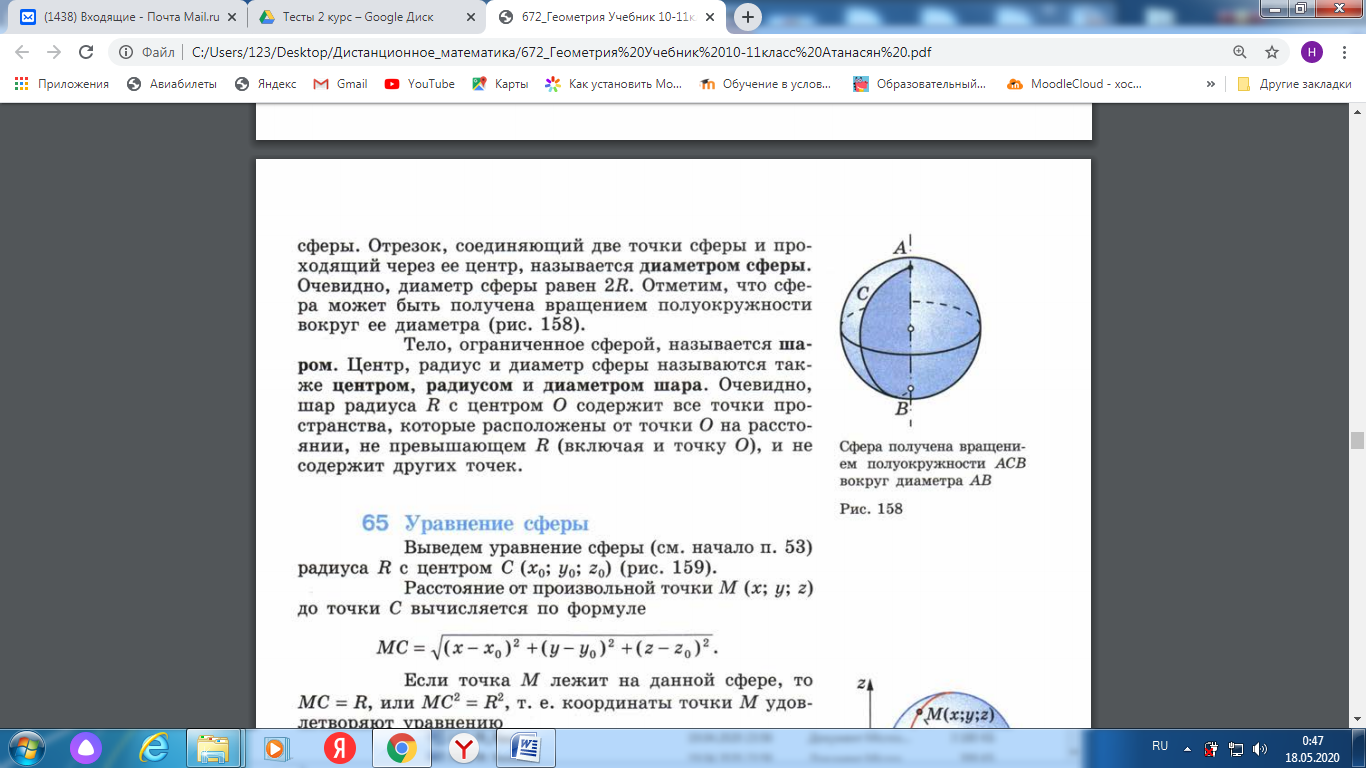 (1438) Входящие - Почта Mail.ru
Тесты 2 курс – Google Диск
672_Геометрия Учебник 10-11к
Файл
C:/Users/123/Desktop/Дистанционное_математика/672_Геометрия%20Учебник%2010-11класс%20Атанасян%20.pdf
Н
Приложения
Авиабилеты
Яндекс
Gmail
YouTube
Карты
Как установить Mo...
Обучение в услов...
Образовательный...
MoodleCloud - хос...
»
Другие закладки
сферы. Отрезок, соединяющий две точки сферы и про-
ходящий через ее центр, называется диаметром сферы.
Очевидно, диаметр сферы равен 2R. Отметим, что сфе-
ра может быть получена вращением полуокружности
вокруг ее диаметра (рис. 158).
Тело, ограниченное сферой, называется ша-
ром. Центр, радиус и диаметр сферы называются так-
же центром, радиусом и диаметром шара. Очевидно,
шар радиуса R с центром O содержит все точки про-
странства, которые расположены от точки O на рассто-
янии, не превышающем R (включая и точку O), и не
содержит других точек.
A
C
B
Сфера получена вращени-
ем полуокружности ACB
вокруг диаметра AB
Рис. 158
65 Уравнение сферы
Выведем уравнение сферы (см. начало п. 53)
радиуса R с центром C (x₀; y₀; z₀) (рис. 159).
Расстояние от произвольной точки M (x; y; z)
до точки C вычисляется по формуле
MC = √(x − x₀)² + (y − y₀)² + (z − z₀)².
Если точка M лежит на данной сфере, то
MC = R, или MC² = R², т. е. координаты точки M удов-
летворяют уравнению
z
M(x;y;z)
RU
0:47
18.05.2020